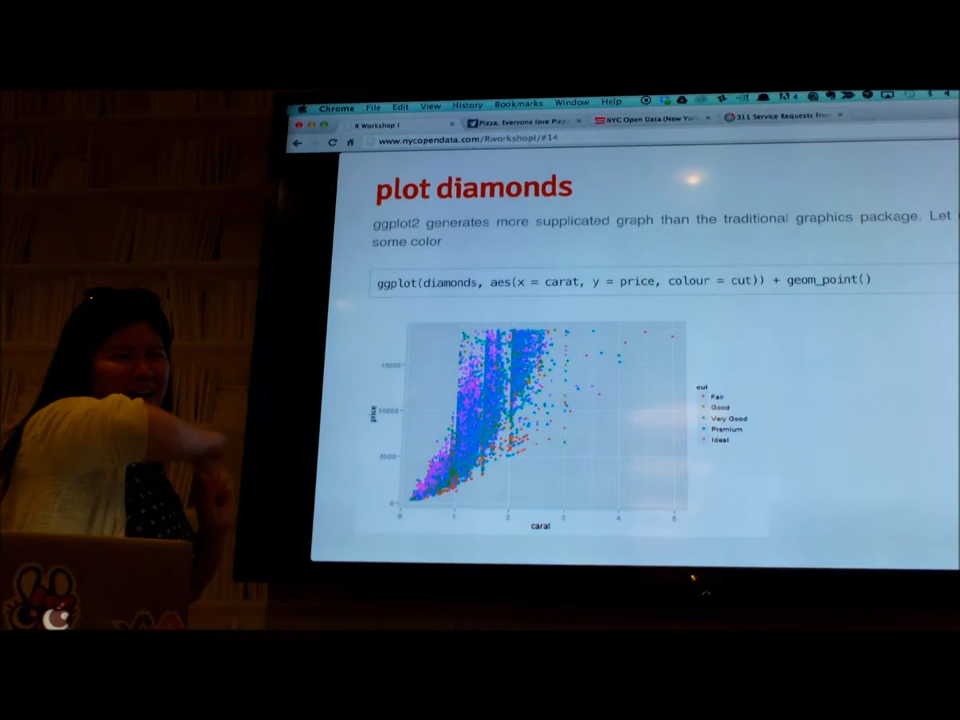 Chrome File Edit View History Bookmarks Window Help
R Workshop I
Pizza, Everyone love Pizz
NYC Open Data (New York
311 Service Requests from
www.nycopendata.com/RworkshopI/#14
plot diamonds
ggplot2 generates more supplicated graph than the traditional graphics package. Let
some color
ggplot(diamonds, aes(x = carat, y = price, colour = cut)) + geom_point()
15000
10000
5000
0
price
0 1 2 3 4 5
carat
cut
Fair
Good
Very Good
Premium
Ideal